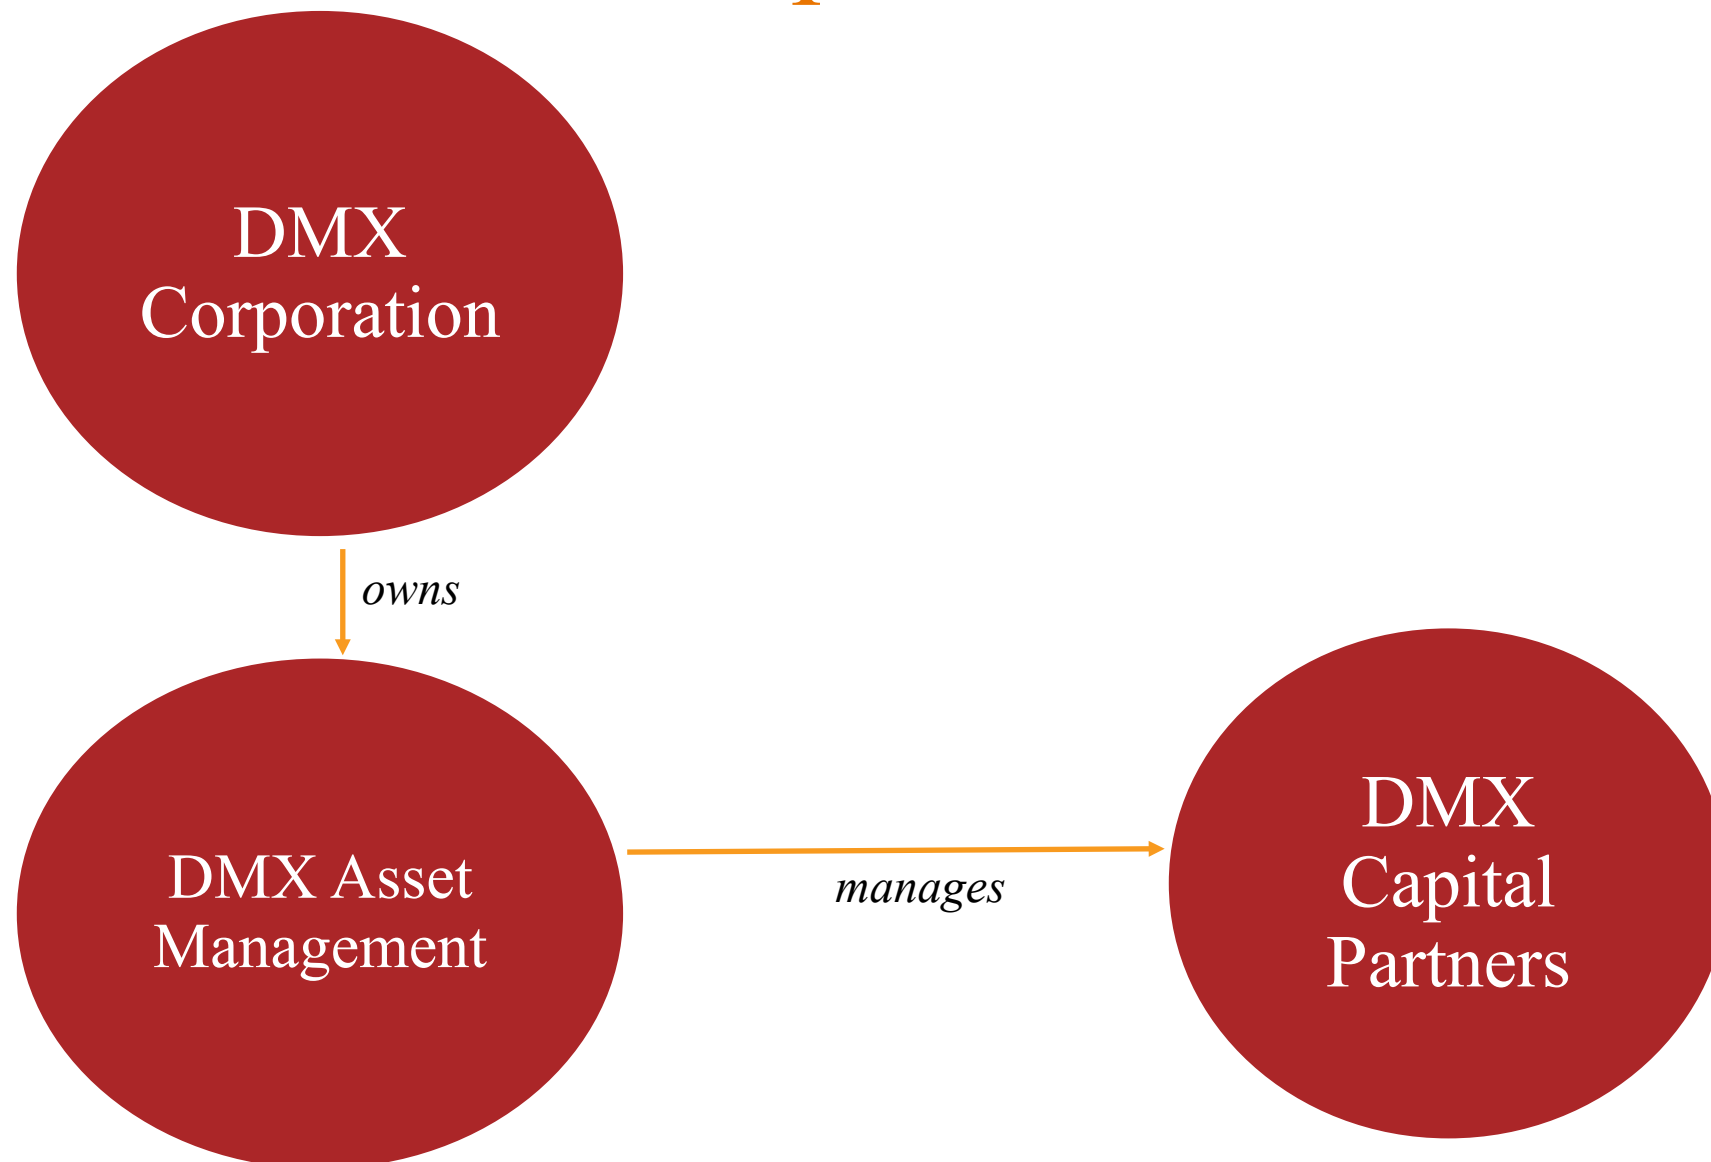 DMX
Corporation
owns
DMX Asset
Management
manages
DMX
Capital
Partners